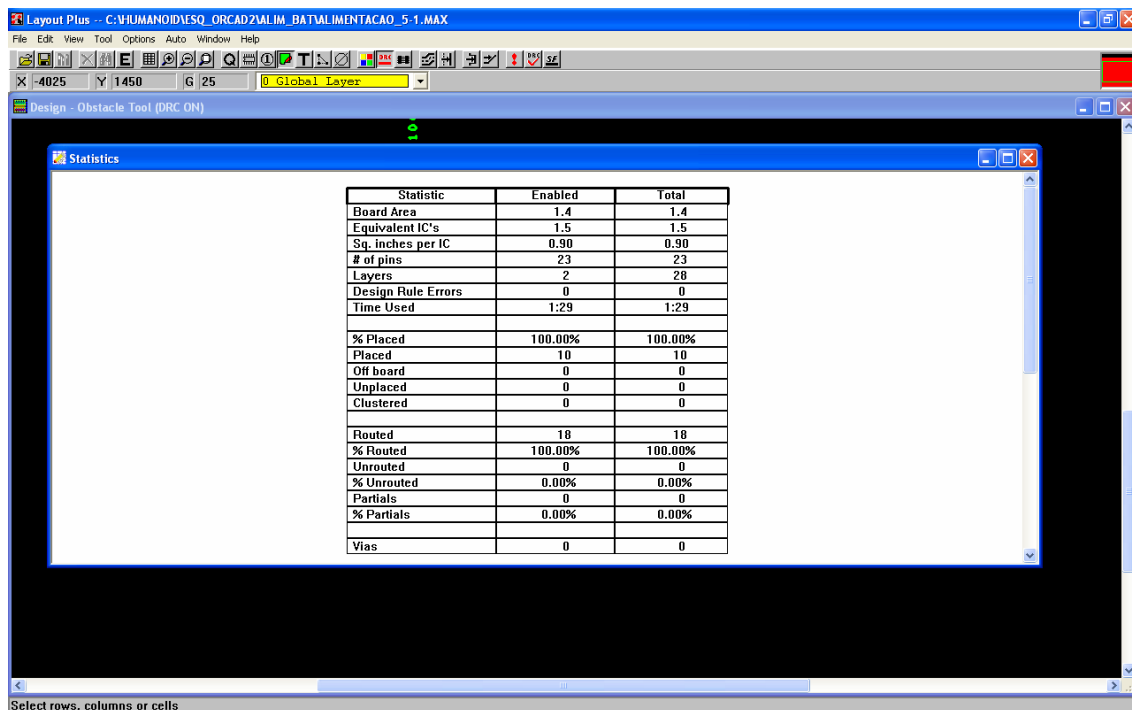 Layout Plus -- C:\HUMANOID\ESQ_ORCAD2\ALIM_BAT\ALIMENTACAO_5-1.MAX
File Edit View Tool Options Auto Window Help
X -4025 Y 1450 G 25 0 Global Layer
Design - Obstacle Tool (DRC ON)
Statistics
Statistic Enabled Total
Board Area 1.4 1.4
Equivalent IC's 1.5 1.5
Sq. inches per IC 0.90 0.90
# of pins 23 23
Layers 2 28
Design Rule Errors 0 0
Time Used 1:29 1:29
% Placed 100.00% 100.00%
Placed 10 10
Off board 0 0
Unplaced 0 0
Clustered 0 0
Routed 18 18
% Routed 100.00% 100.00%
Unrouted 0 0
% Unrouted 0.00% 0.00%
Partials 0 0
% Partials 0.00% 0.00%
Vias 0 0
Select rows, columns or cells